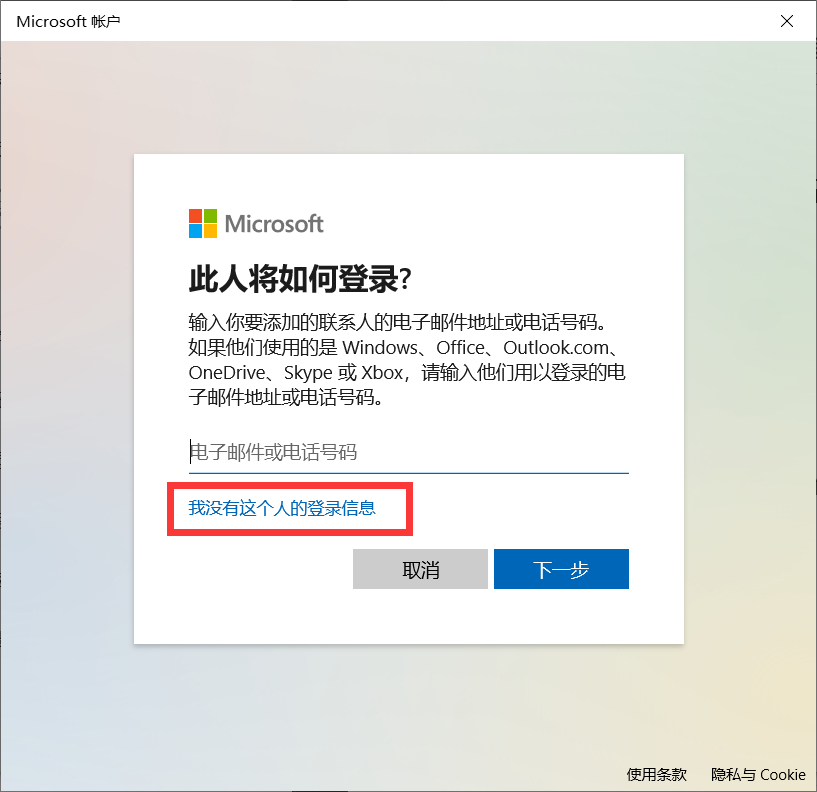 Microsoft 帐户
Microsoft
此人将如何登录?
输入你要添加的联系人的电子邮件地址或电话号码。
如果他们使用的是 Windows、Office、Outlook.com、
OneDrive、Skype 或 Xbox，请输入他们用以登录的电
子邮件地址或电话号码。
电子邮件或电话号码
我没有这个人的登录信息
取消
下一步
使用条款
隐私与 Cookie